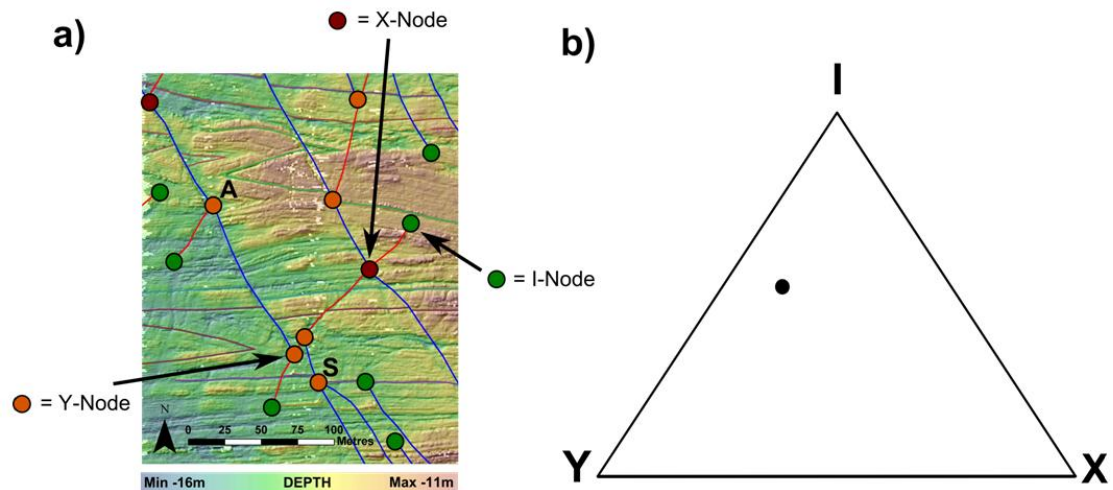 a)
= X-Node
b)
I
A
= I-Node
S
= Y-Node
N
0 25 50 75 100
Metres
Min -16m DEPTH Max -11m
Y
X